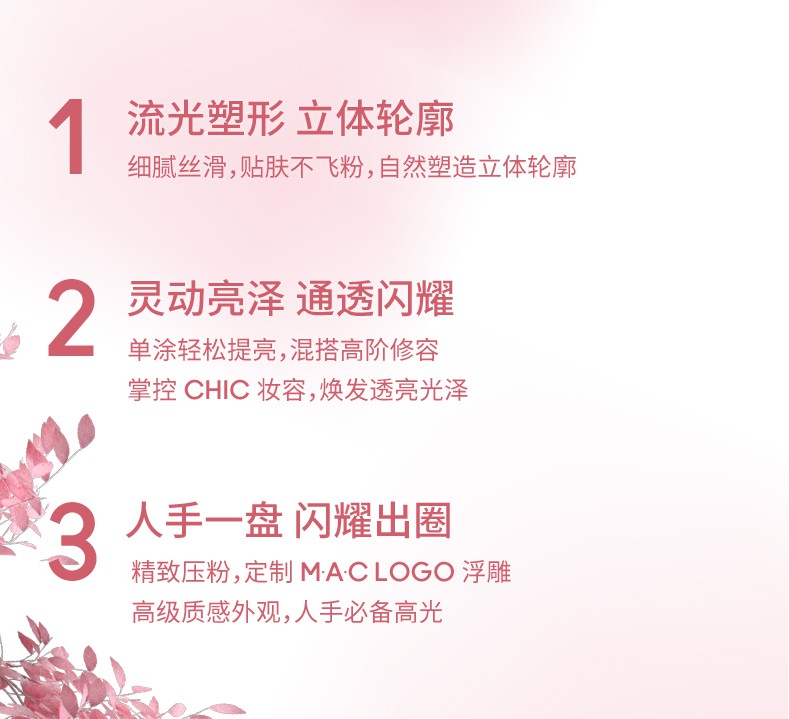 1
流光塑形 立体轮廓
细腻丝滑，贴肤不飞粉，自然塑造立体轮廓
2
灵动亮泽 通透闪耀
单涂轻松提亮，混搭高阶修容
掌控 CHIC 妆容，焕发透亮光泽
3
人手一盘 闪耀出圈
精致压粉，定制 M·A·C LOGO 浮雕
高级质感外观，人手必备高光